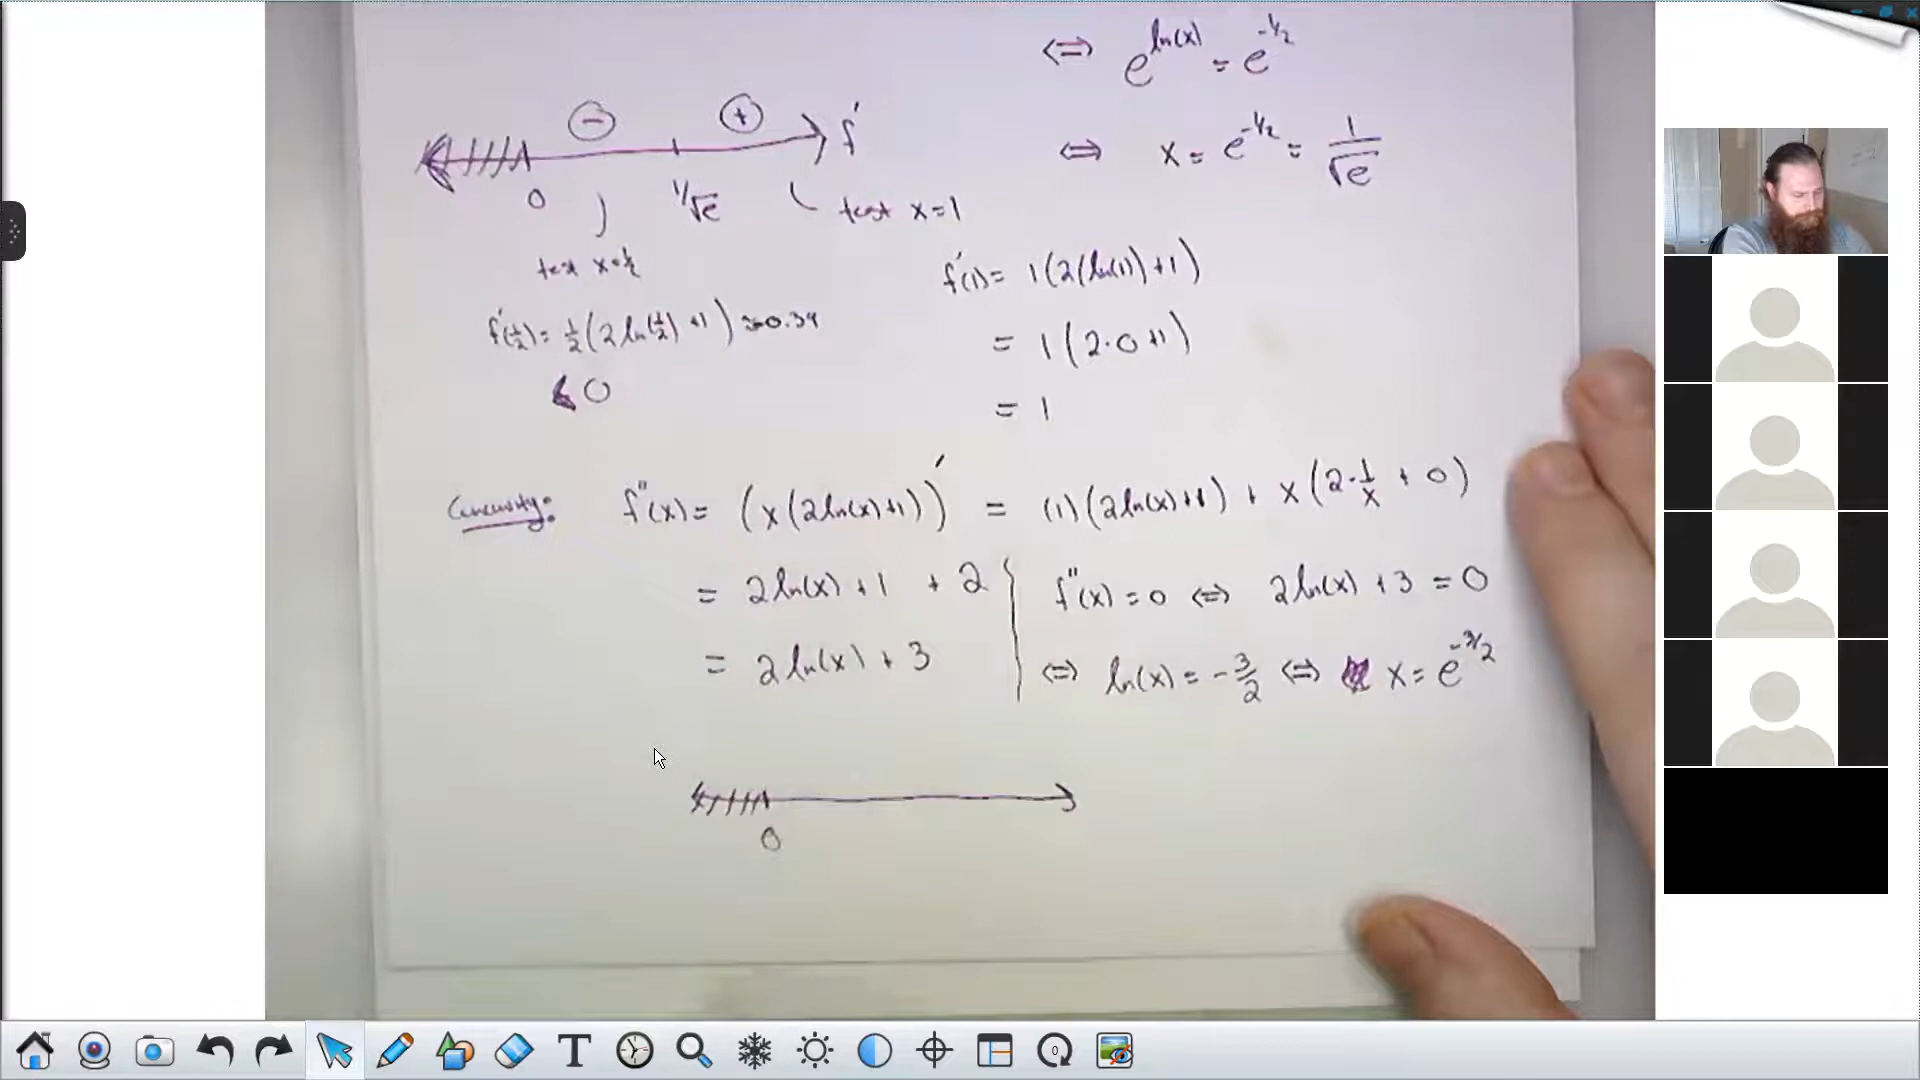 ⇔ e^ln(x) = e^-1/2
⊖ ⊕ f'
⇔ x = e^-1/2 = 1/√e
0 1/√e test x=1
test x=½
f'(1) = 1(2(ln(1))+1)
f'(½) = ½(2ln(½)+1) ≈ 0.34
= 1(2·0+1)
< 0
= 1
Concavity: f''(x) = (x(2ln(x)+1))' = (1)(2ln(x)+1) + x(2·1/x + 0)
= 2ln(x)+1 + 2
f''(x) = 0 ⇔ 2ln(x)+3 = 0
= 2ln(x)+3
⇔ ln(x) = -3/2 ⇔ x = e^-3/2
0
T
0